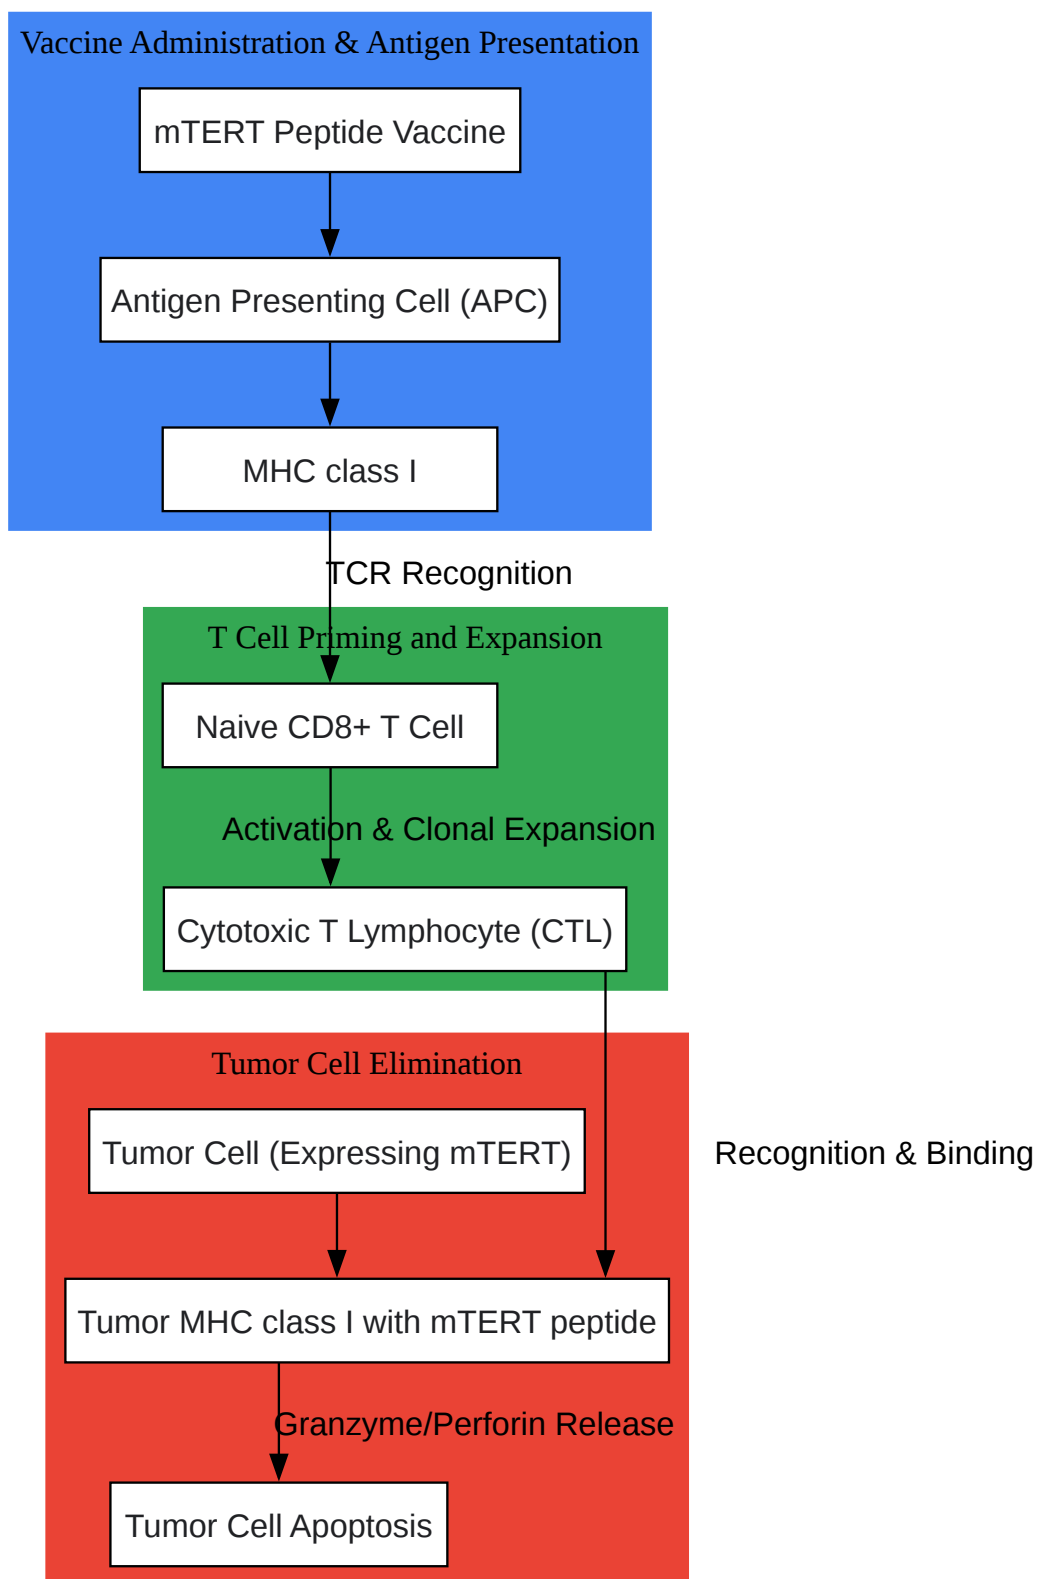 Vaccine Administration & Antigen Presentation
mTERT Peptide Vaccine
Antigen Presenting Cell (APC)
MHC class I
TCR Recognition
T Cell Priming and Expansion
Naive CD8+ T Cell
Activation & Clonal Expansion
Cytotoxic T Lymphocyte (CTL)
Tumor Cell Elimination
Tumor Cell (Expressing mTERT)
Recognition & Binding
Tumor MHC class I with mTERT peptide
Granzyme/Perforin Release
Tumor Cell Apoptosis